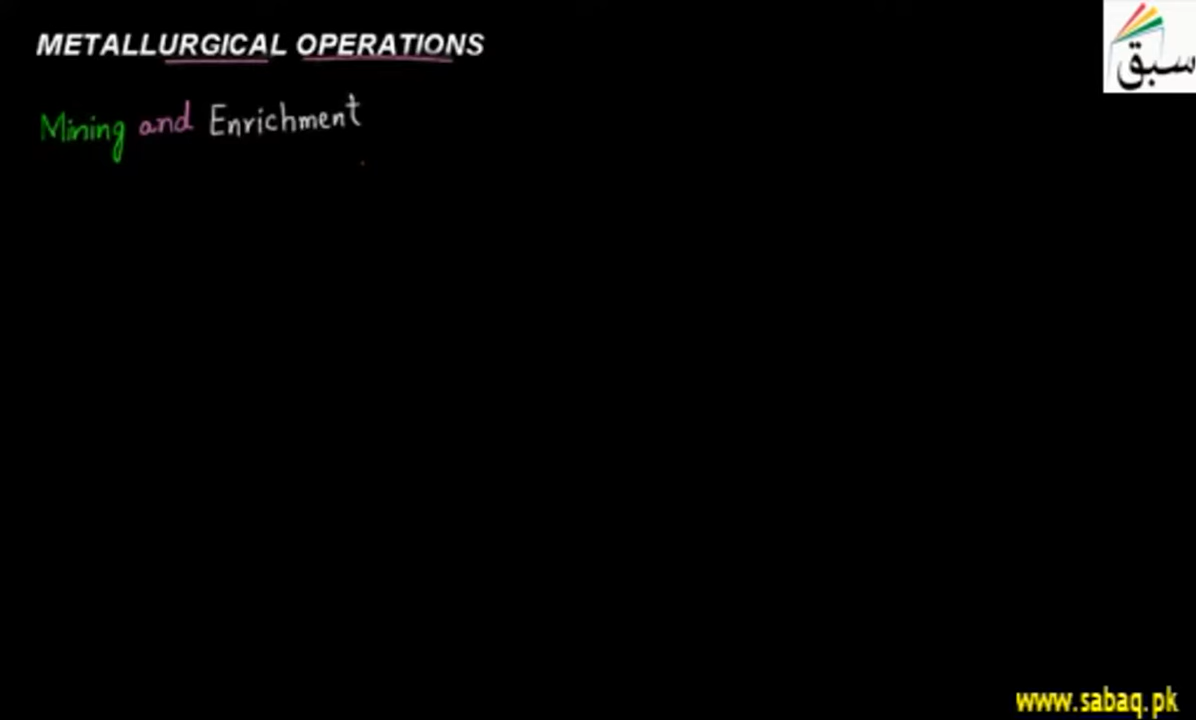 METALLURGICAL OPERATIONS
سبق
Mining and Enrichment
www.sabaq.pk